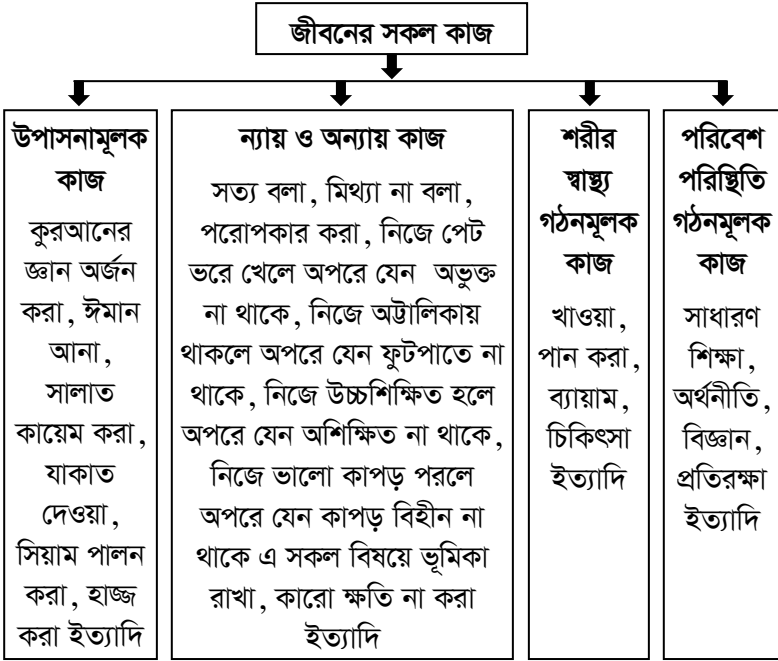 জীবনের সকল কাজ
উপাসনামূলক
কাজ
কুরআনের
জ্ঞান অর্জন
করা, ঈমান
আনা,
সালাত
কায়েম করা,
যাকাত
দেওয়া,
সিয়াম পালন
করা, হাজ্জ
করা ইত্যাদি
ন্যায় ও অন্যায় কাজ
সত্য বলা, মিথ্যা না বলা,
পরোপকার করা, নিজে পেট
ভরে খেলে অপরে যেন অভুক্ত
না থাকে, নিজে অট্টালিকায়
থাকলে অপরে যেন ফুটপাতে না
থাকে, নিজে উচ্চশিক্ষিত হলে
অপরে যেন অশিক্ষিত না থাকে,
নিজে ভালো কাপড় পরলে
অপরে যেন কাপড় বিহীন না
থাকে এ সকল বিষয়ে ভূমিকা
রাখা, কারো ক্ষতি না করা
ইত্যাদি
শরীর
স্বাস্থ্য
গঠনমূলক
কাজ
খাওয়া,
পান করা,
ব্যায়াম,
চিকিৎসা
ইত্যাদি
পরিবেশ
পরিস্থিতি
গঠনমূলক
কাজ
সাধারণ
শিক্ষা,
অর্থনীতি,
বিজ্ঞান,
প্রতিরক্ষা
ইত্যাদি